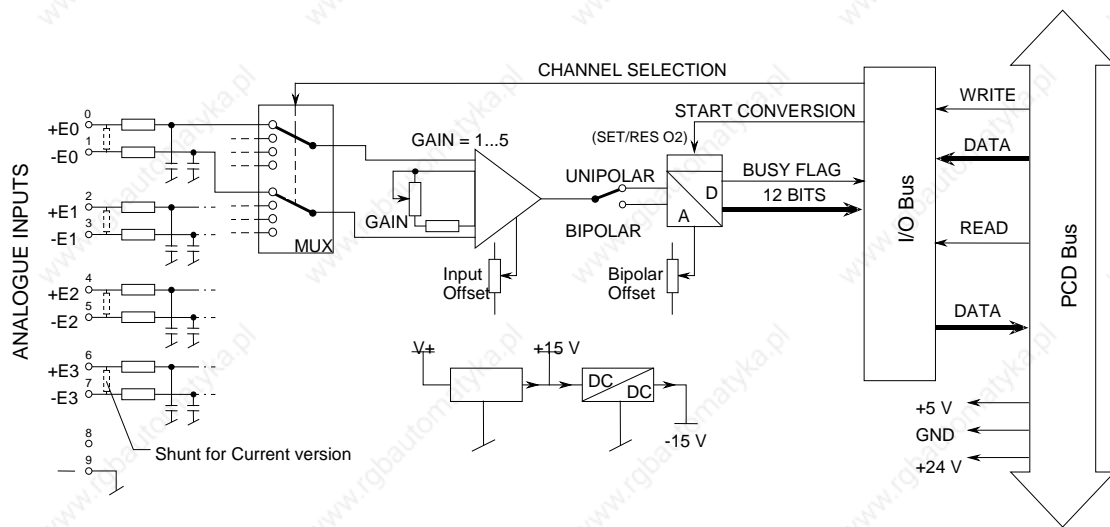 CHANNEL SELECTION
START CONVERSION
(SET/RES O2)
WRITE
DATA
READ
DATA
+5 V
GND
+24 V
PCD Bus
I/O Bus
BUSY FLAG
12 BITS
D
A
UNIPOLAR
BIPOLAR
Bipolar
Offset
GAIN = 1...5
GAIN
Input
Offset
MUX
ANALOGUE INPUTS
0
+E0
1
-E0
2
+E1
3
-E1
4
+E2
5
-E2
6
+E3
7
-E3
8
9
Shunt for Current version
V+
+15 V
DC
DC
-15 V
www.rgbautomatyka.pl